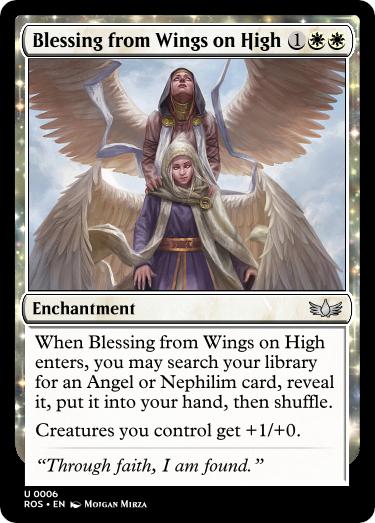 Blessing from Wings on High 1
Enchantment
When Blessing from Wings on High
enters, you may search your library
for an Angel or Nephilim card, reveal
it, put it into your hand, then shuffle.
Creatures you control get +1/+0.
"Through faith, I am found."
U 0006
ROS • EN Moigan Mirza